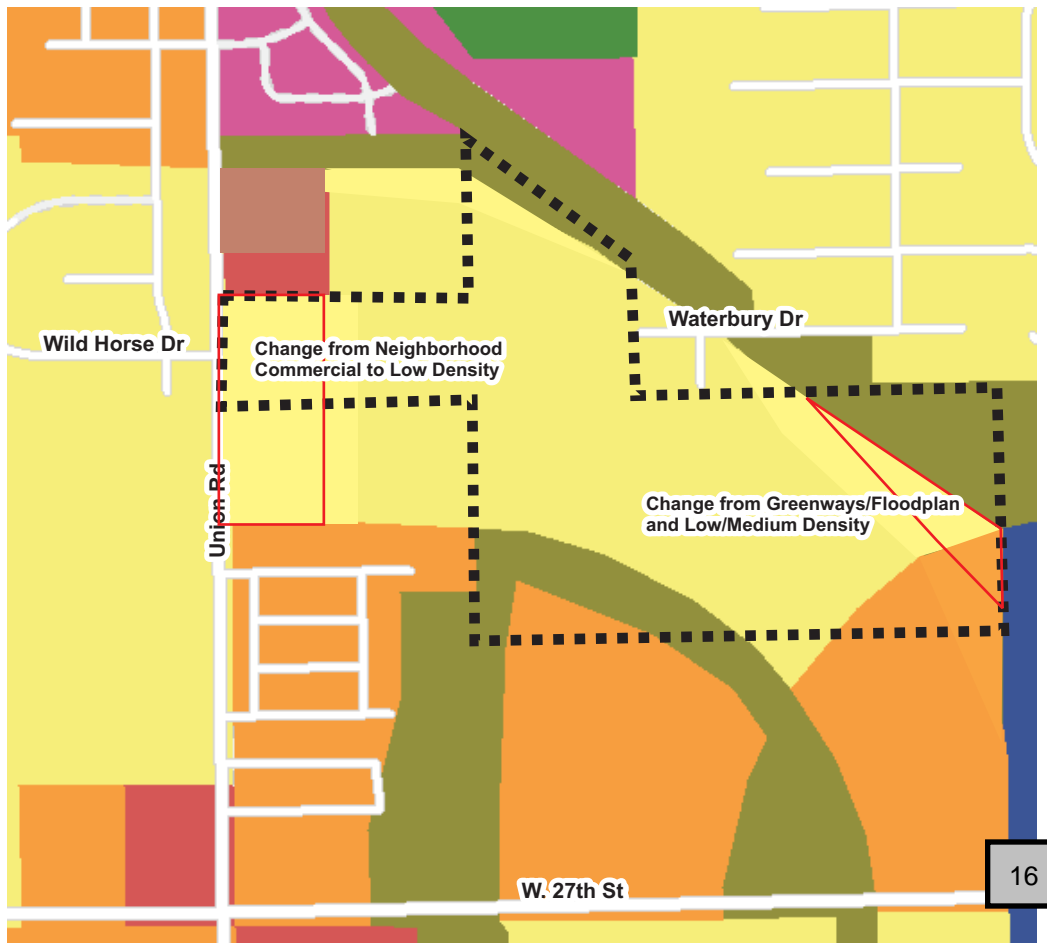 Waterbury Dr
Wild Horse Dr
Change from Neighborhood
Commercial to Low Density
Union Rd
Change from Greenways/Floodplan
and Low/Medium Density
16
W. 27th St